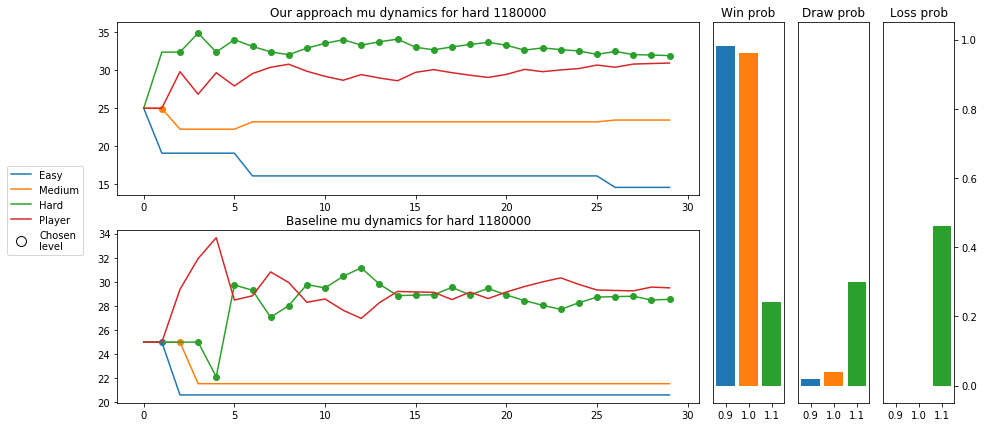 Our approach mu dynamics for hard 1180000
35
30
25
20
15
0 5 10 15 20 25 30
Baseline mu dynamics for hard 1180000
34
32
30
28
26
24
22
20
0 5 10 15 20 25 30
Easy
Medium
Hard
Player
Chosen
level
Win prob
0.9 1.0 1.1
Draw prob
0.9 1.0 1.1
Loss prob
0.9 1.0 1.1
1.0
0.8
0.6
0.4
0.2
0.0